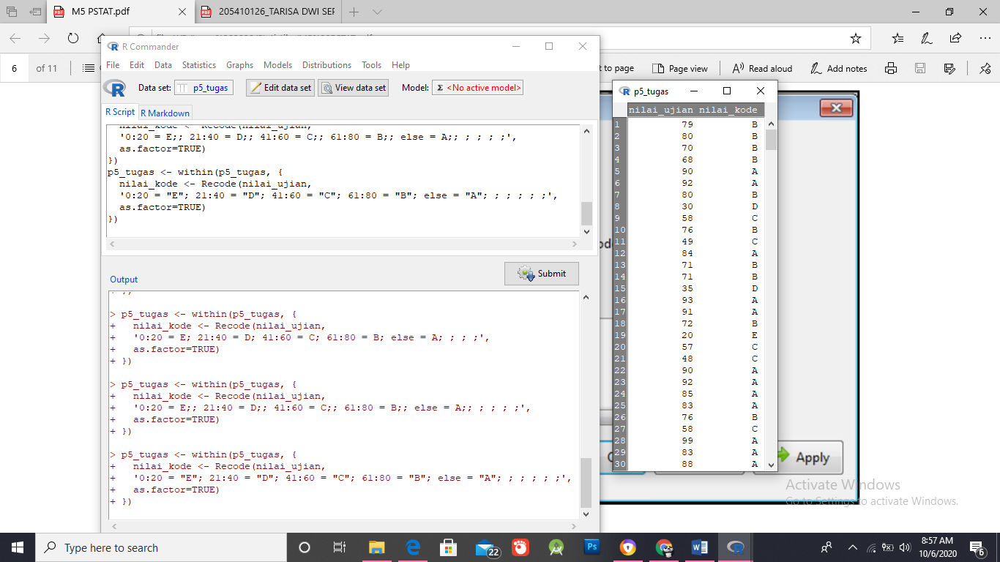 M5 PSTAT.pdf
205410126_TARISA DWI SEP
6 of 11
to page
Page view
Read aloud
Add notes
R Commander
File Edit Data Statistics Graphs Models Distributions Tools Help
Data set: p5_tugas Edit data set View data set Model: Σ <No active model>
R Script R Markdown
nilai_kode <- Recode(nilai_ujian,
'0:20 = E;; 21:40 = D;; 41:60 = C;; 61:80 = B;; else = A;; ; ; ; ;',
as.factor=TRUE)
})
p5_tugas <- within(p5_tugas, {
nilai_kode <- Recode(nilai_ujian,
'0:20 = "E"; 21:40 = "D"; 41:60 = "C"; 61:80 = "B"; else = "A"; ; ; ; ; ;',
as.factor=TRUE)
})
Submit
Output
+ })
> p5_tugas <- within(p5_tugas, {
+ nilai_kode <- Recode(nilai_ujian,
+ '0:20 = E; 21:40 = D; 41:60 = C; 61:80 = B; else = A; ; ; ;',
+ as.factor=TRUE)
+ })
> p5_tugas <- within(p5_tugas, {
+ nilai_kode <- Recode(nilai_ujian,
+ '0:20 = E;; 21:40 = D;; 41:60 = C;; 61:80 = B;; else = A;; ; ; ; ;',
+ as.factor=TRUE)
+ })
> p5_tugas <- within(p5_tugas, {
+ nilai_kode <- Recode(nilai_ujian,
+ '0:20 = "E"; 21:40 = "D"; 41:60 = "C"; 61:80 = "B"; else = "A"; ; ; ; ; ;',
+ as.factor=TRUE)
+ })
p5_tugas
nilai_ujian nilai_kode
1 79 B
2 80 B
3 70 B
4 68 B
5 90 A
6 92 A
7 80 B
8 30 D
9 58 C
10 76 B
11 49 C
12 84 A
13 71 B
14 71 B
15 35 D
16 93 A
17 91 A
18 72 B
19 20 E
20 57 C
21 48 C
22 90 A
23 92 A
24 85 A
25 83 A
26 76 B
27 58 C
28 99 A
29 83 A
30 88 A
Apply
Activate Windows
Go to Settings to activate Windows.
Type here to search
22
Ps
8:57 AM
10/6/2020
6